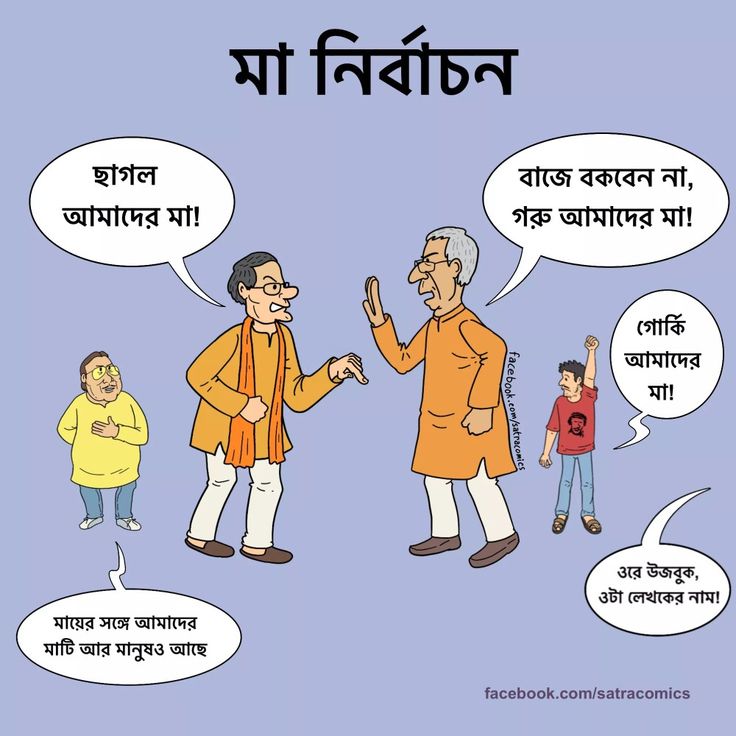 মা নির্বাচন
ছাগল
আমাদের মা!
বাজে বকবেন না,
গরু আমাদের মা!
গোর্কি
আমাদের
মা!
facebook.com/satracomics
মায়ের সঙ্গে আমাদের
মাটি আর মানুষও আছে
ওরে উজবুক,
ওটা লেখকের নাম!
facebook.com/satracomics